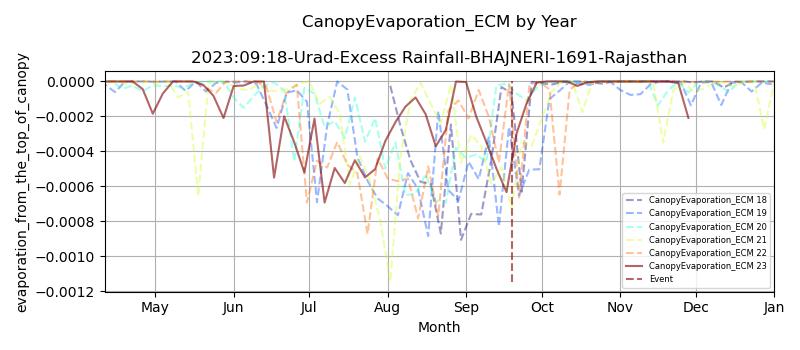 CanopyEvaporation_ECM by Year
2023:09:18-Urad-Excess Rainfall-BHAJNERI-1691-Rajasthan
evaporation_from_the_top_of_canopy
0.0000
−0.0002
−0.0004
−0.0006
−0.0008
−0.0010
−0.0012
CanopyEvaporation_ECM 18
CanopyEvaporation_ECM 19
CanopyEvaporation_ECM 20
CanopyEvaporation_ECM 21
CanopyEvaporation_ECM 22
CanopyEvaporation_ECM 23
Event
May Jun Jul Aug Sep Oct Nov Dec Jan
Month